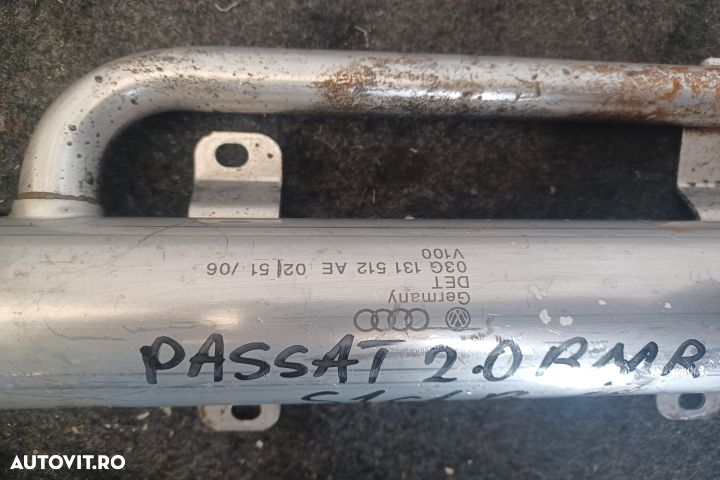 Germany
DET
03G 131 512 AE 02 51 /06
V100
PASSAT 2.0 BMR
AUTOVIT.RO